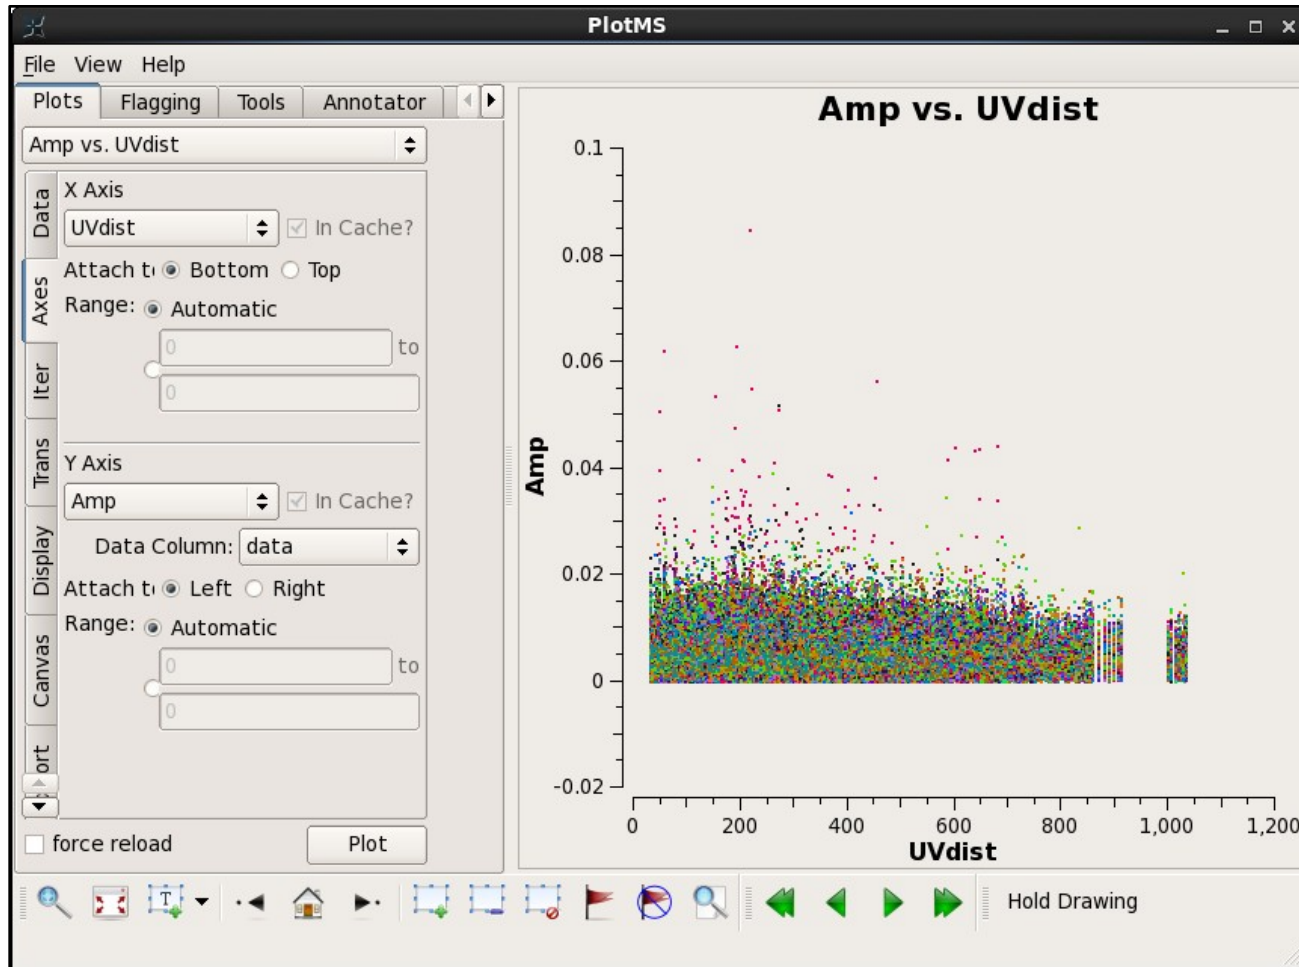 PlotMS
File View Help
Plots Flagging Tools Annotator
Amp vs. UVdist
Data
Axes
Iter
Trans
Display
Canvas
ort
X Axis
UVdist In Cache?
Attach t Bottom Top
Range: Automatic
0 to
0
Y Axis
Amp In Cache?
Data Column: data
Attach t Left Right
Range: Automatic
0 to
0
force reload Plot
Amp vs. UVdist
0.1
0.08
0.06
0.04
0.02
0
-0.02
Amp
0 200 400 600 800 1,000 1,200
UVdist
T
Hold Drawing